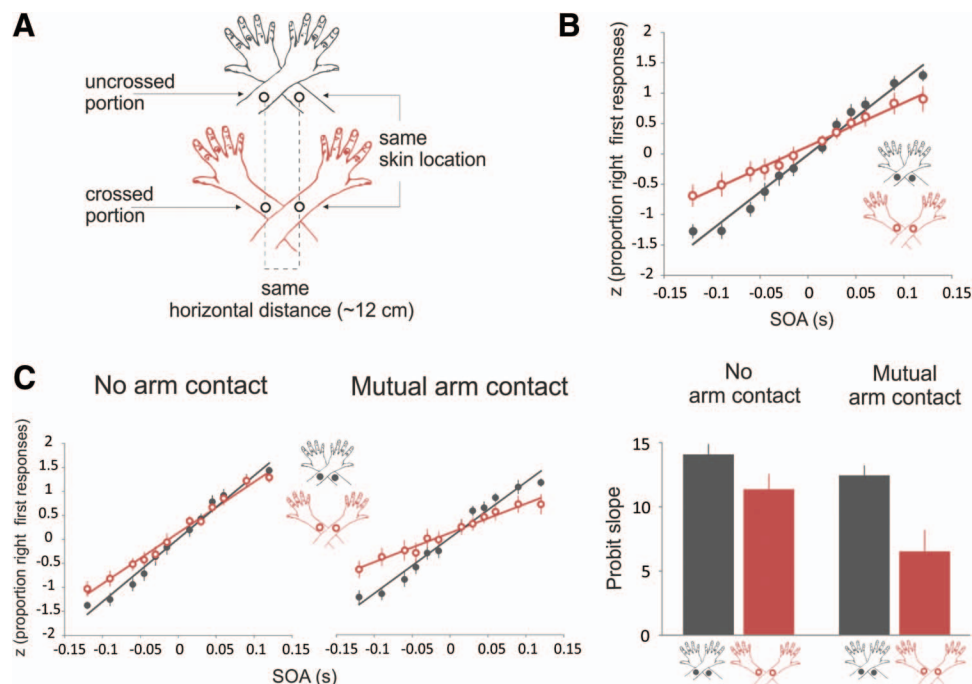 A
uncrossed
portion
same
skin location
crossed
portion
same
horizontal distance (~12 cm)
B
z (proportion right first responses)
2
1.5
1
0.5
0
-0.5
-1
-1.5
-2
-0.15 -0.1 -0.05 0 0.05 0.1 0.15
SOA (s)
C
No arm contact
Mutual arm contact
z (proportion right first responses)
2
1.5
1
0.5
0
-0.5
-1
-1.5
-2
-0.15 -0.1 -0.05 0 0.05 0.1 0.15
-0.15 -0.1 -0.05 0 0.05 0.1 0.15
SOA (s)
No
arm contact
Mutual
arm contact
Probit slope
15
10
5
0